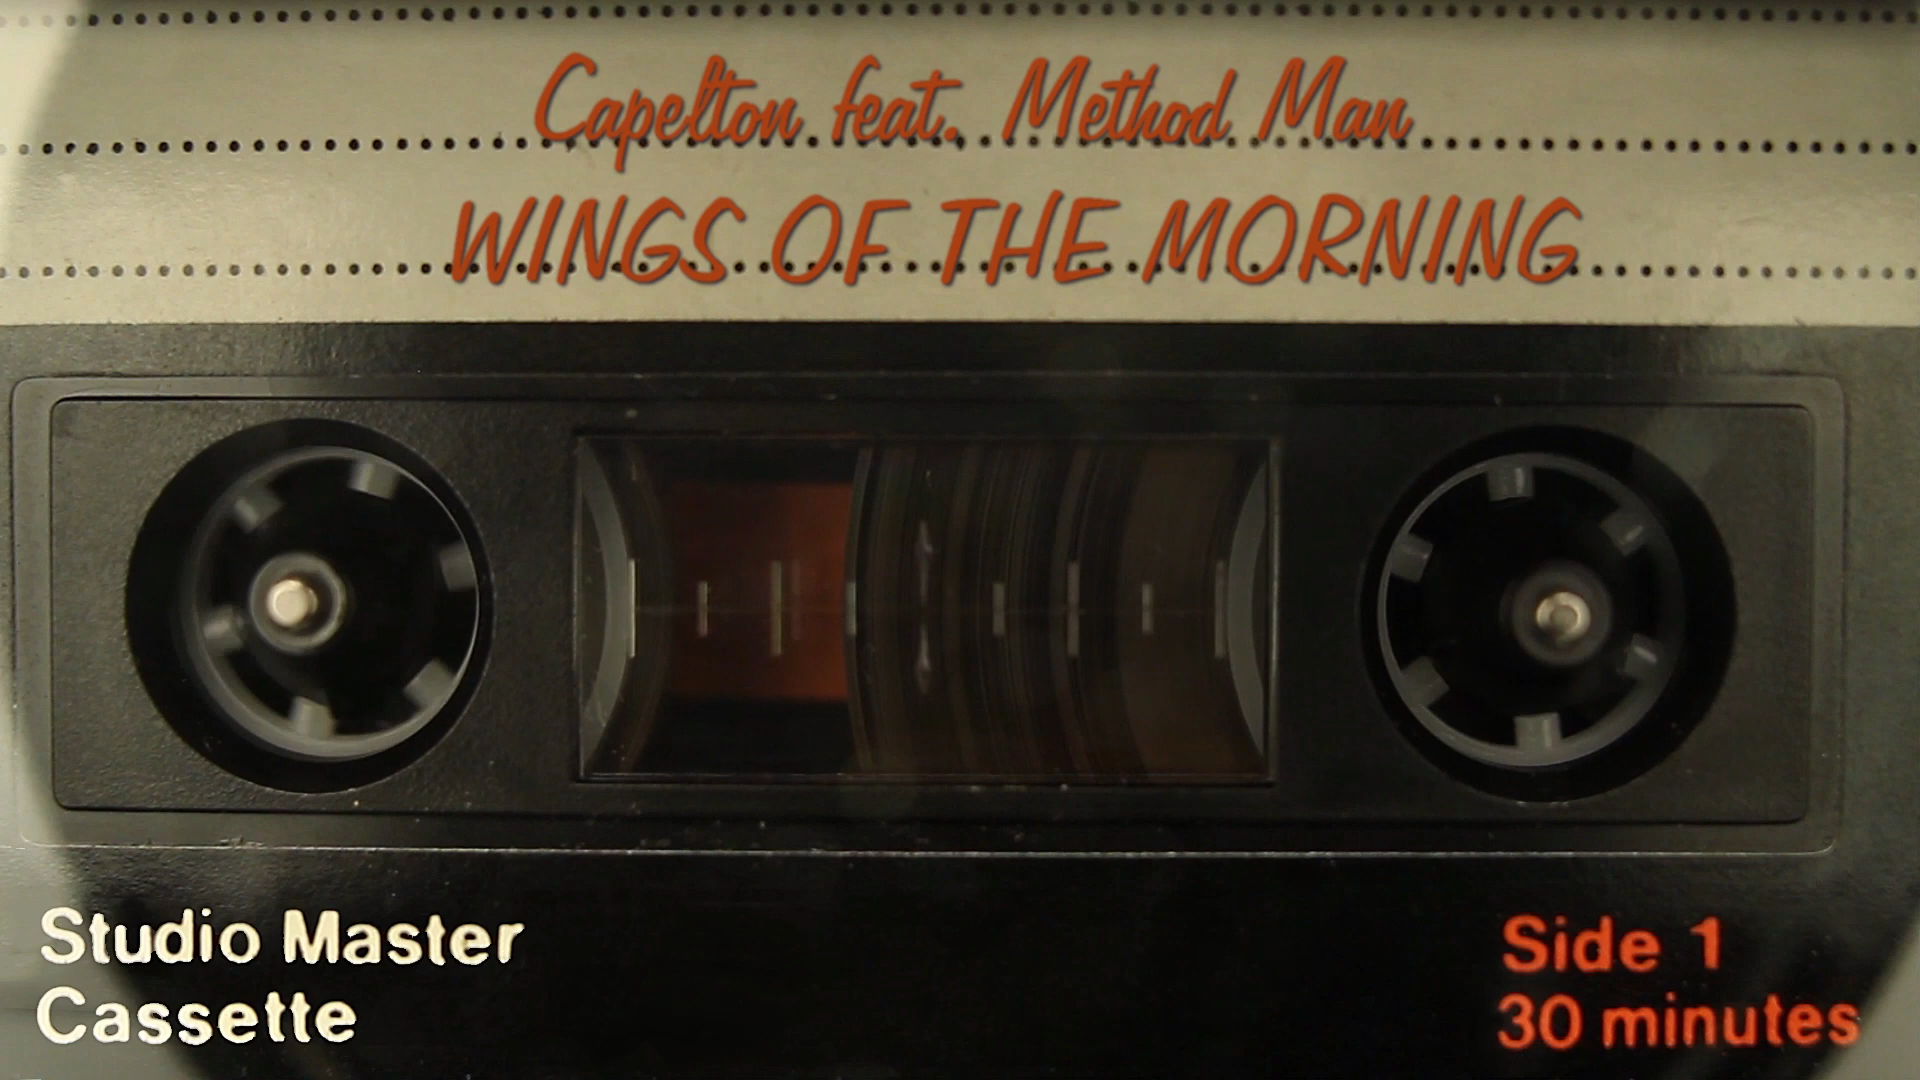 Capelton feat. Method Man
WINGS OF THE MORNING
Studio Master
Cassette
Side 1
30 minutes